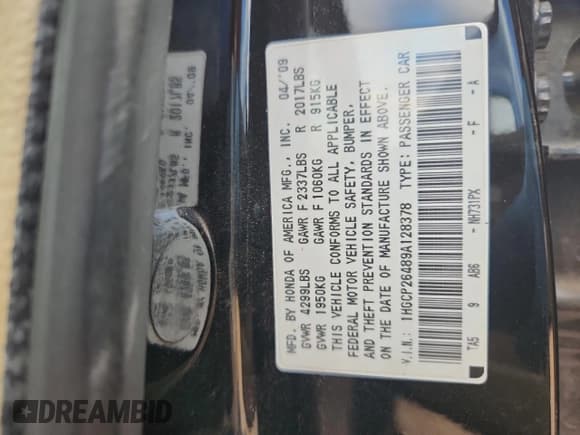 MFD. BY HONDA OF AMERICA MFG., INC. 04/'09
GVWR 4299LBS GAWR F 2337LBS R 2017LBS
GVWR 1950KG GAWR F 1060KG R 915KG
THIS VEHICLE CONFORMS TO ALL APPLICABLE
FEDERAL MOTOR VEHICLE SAFETY, BUMPER,
AND THEFT PREVENTION STANDARDS IN EFFECT
ON THE DATE OF MANUFACTURE SHOWN ABOVE.
V.I.N.: 1HGCP26489A128378 TYPE: PASSENGER CAR
TA5 9 AB6 - NH731PX - F - A
DREAMBID